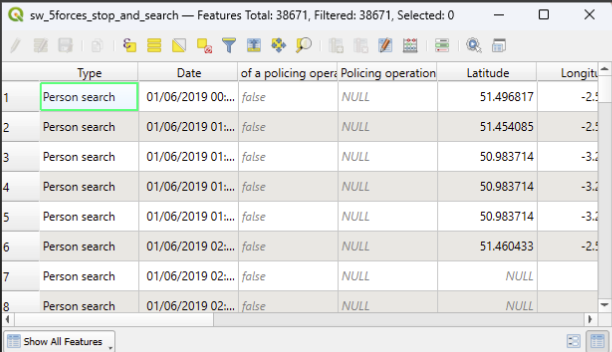 sw_5forces_stop_and_search — Features Total: 38671, Filtered: 38671, Selected: 0
Type Date of a policing opera Policing operation Latitude Longitu
1 Person search 01/06/2019 00:... false NULL 51.496817 -2.5
2 Person search 01/06/2019 01:... false NULL 51.454085 -2.5
3 Person search 01/06/2019 01:... false NULL 50.983714 -3.2
4 Person search 01/06/2019 01:... false NULL 50.983714 -3.2
5 Person search 01/06/2019 01:... false NULL 50.983714 -3.2
6 Person search 01/06/2019 02:... false NULL 51.460433 -2.5
7 Person search 01/06/2019 02:... false NULL NULL
8 Person search 01/06/2019 02:... false NULL NULL
Show All Features